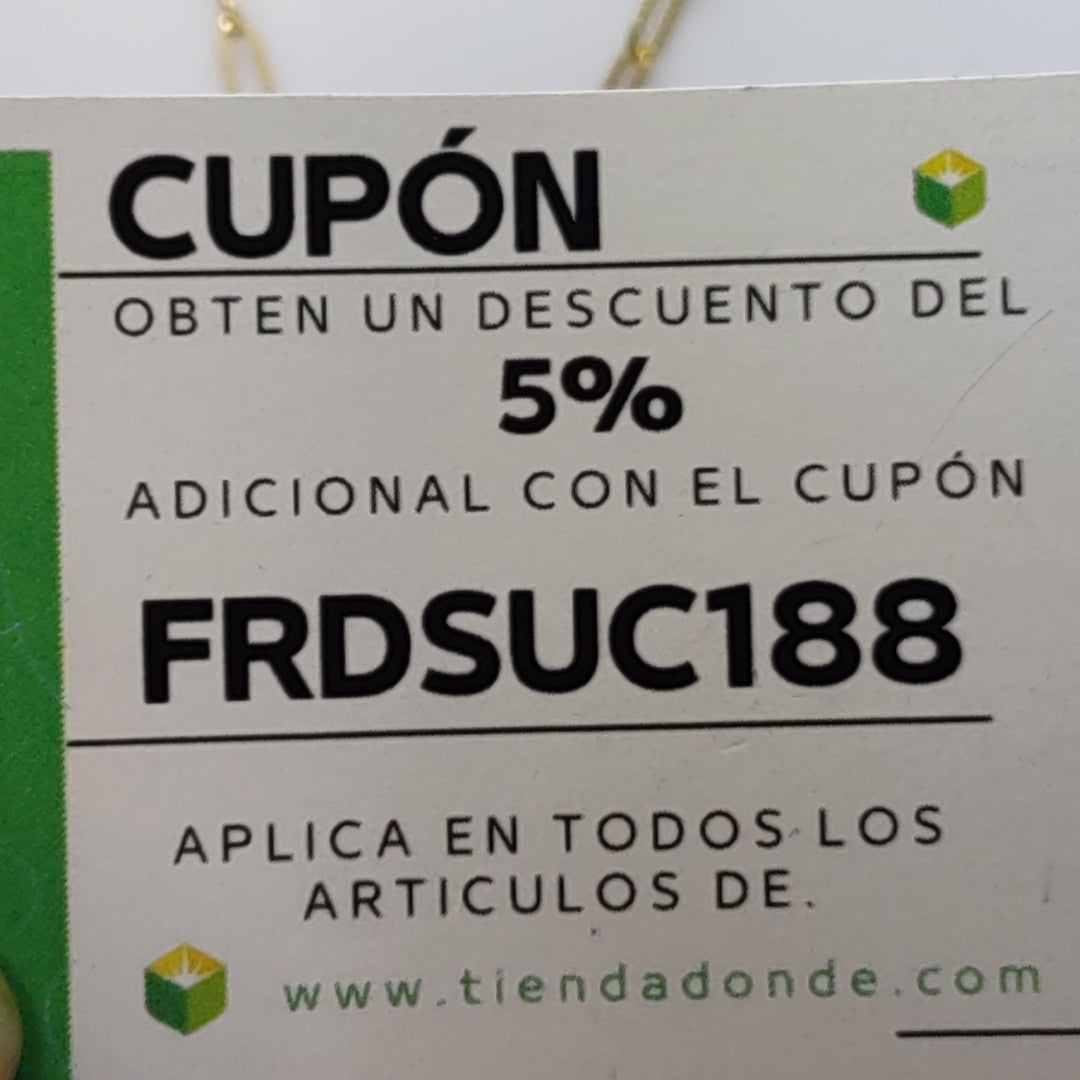 CUPÓN
OBTEN UN DESCUENTO DEL
5%
ADICIONAL CON EL CUPÓN
FRDSUC188
APLICA EN TODOS LOS
ARTICULOS DE.
www.tiendadonde.com